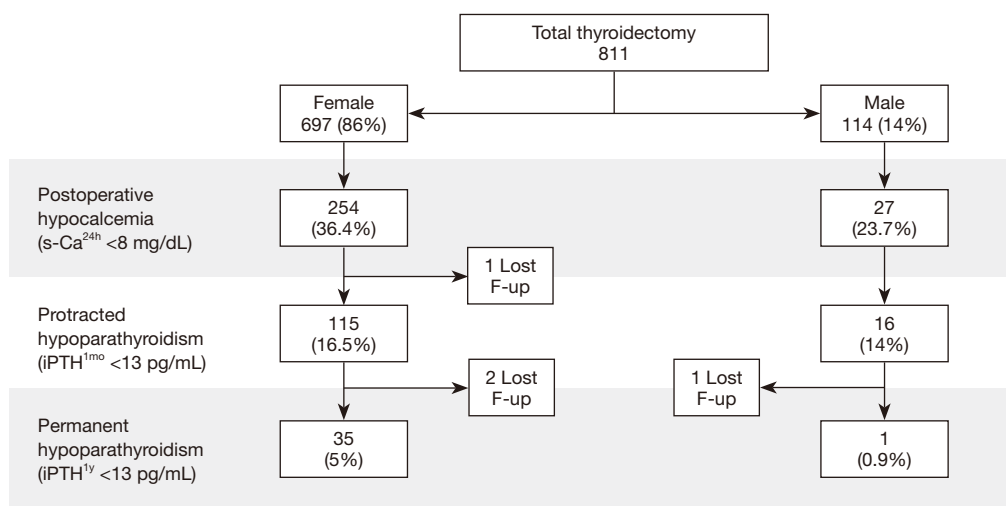 Total thyroidectomy
811
Female
697 (86%)
Male
114 (14%)
Postoperative
hypocalcemia
(s-Ca²⁴ʰ <8 mg/dL)
254
(36.4%)
27
(23.7%)
1 Lost
F-up
Protracted
hypoparathyroidism
(iPTH¹ᵐᵒ <13 pg/mL)
115
(16.5%)
16
(14%)
2 Lost
F-up
1 Lost
F-up
Permanent
hypoparathyroidism
(iPTH¹ʸ <13 pg/mL)
35
(5%)
1
(0.9%)